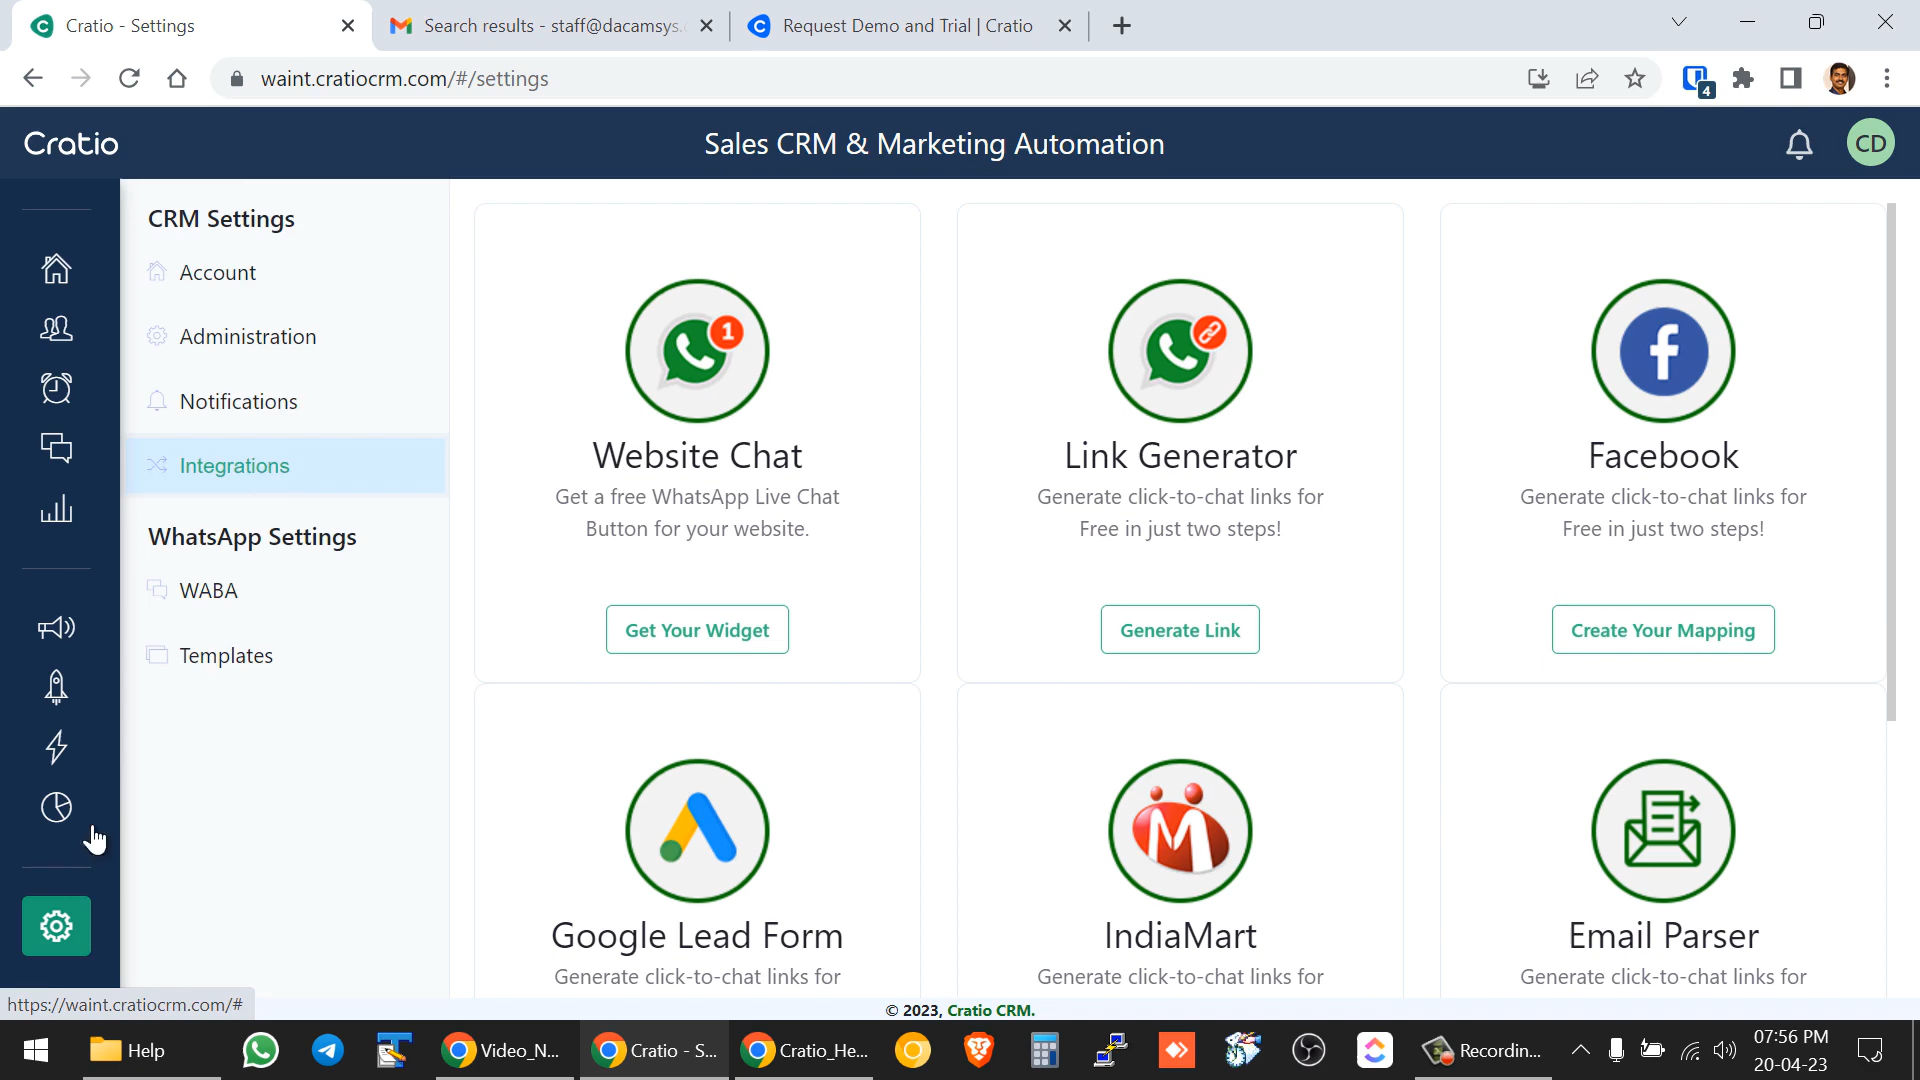 Cratio - Settings
Search results - staff@dacamsys.c
Request Demo and Trial | Cratio
waint.cratiocrm.com/#/settings
4
Cratio
Sales CRM & Marketing Automation
CD
CRM Settings
Account
Administration
Notifications
Integrations
WhatsApp Settings
WABA
Templates
1
Website Chat
Get a free WhatsApp Live Chat
Button for your website.
Get Your Widget
Link Generator
Generate click-to-chat links for
Free in just two steps!
Generate Link
Facebook
Generate click-to-chat links for
Free in just two steps!
Create Your Mapping
Google Lead Form
Generate click-to-chat links for
IndiaMart
Generate click-to-chat links for
Email Parser
Generate click-to-chat links for
https://waint.cratiocrm.com/#
© 2023, Cratio CRM.
Help
Video_N...
Cratio - S...
Cratio_He...
Recordin...
07:56 PM
20-04-23